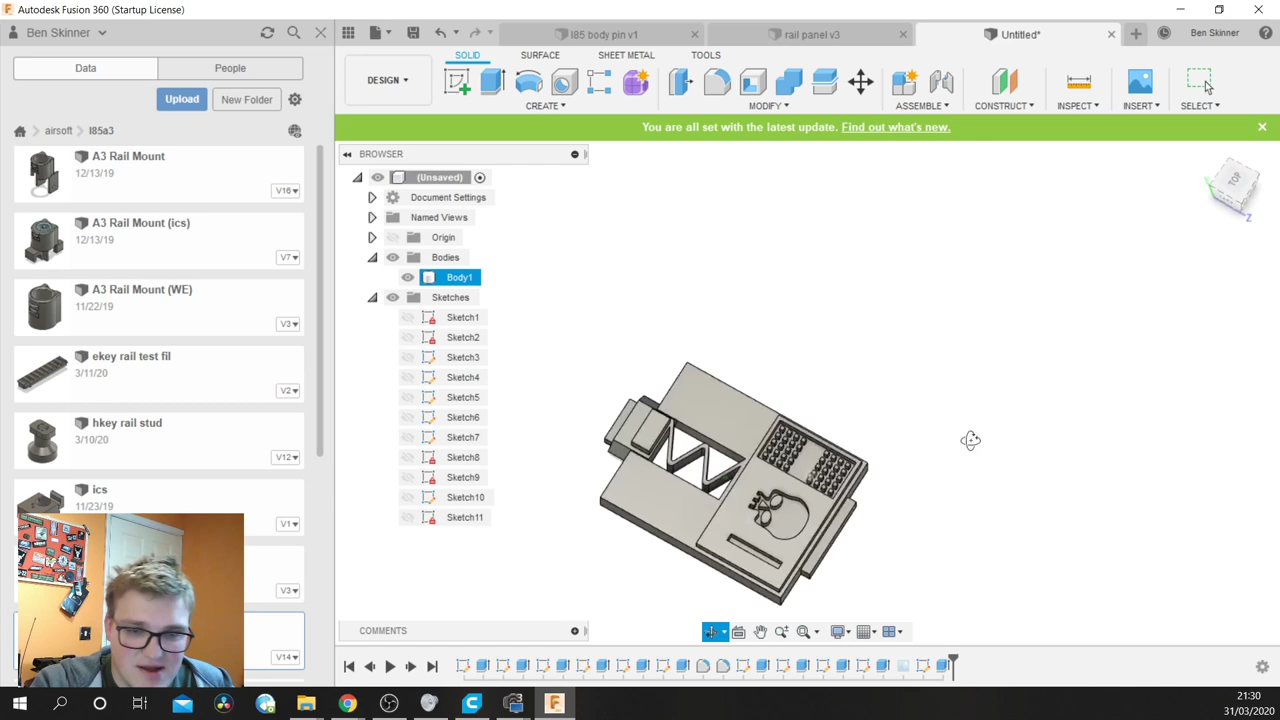 Autodesk Fusion 360 (Startup License)
Ben Skinner
l85 body pin v1
rail panel v3
Untitled*
Ben Skinner
Data
People
Upload
New Folder
DESIGN
SOLID
SURFACE
SHEET METAL
TOOLS
CREATE
MODIFY
ASSEMBLE
CONSTRUCT
INSPECT
INSERT
SELECT
You are all set with the latest update. Find out what's new.
airsoft
l85a3
A3 Rail Mount
12/13/19
V16
A3 Rail Mount (ics)
12/13/19
V7
A3 Rail Mount (WE)
11/22/19
V3
ekey rail test fil
3/11/20
V2
hkey rail stud
3/10/20
V12
ics
11/23/19
V1
V3
V14
BROWSER
(Unsaved)
Document Settings
Named Views
Origin
Bodies
Body1
Sketches
Sketch1
Sketch2
Sketch3
Sketch4
Sketch5
Sketch6
Sketch7
Sketch8
Sketch9
Sketch10
Sketch11
TOP
Z
COMMENTS
21:30
31/03/2020